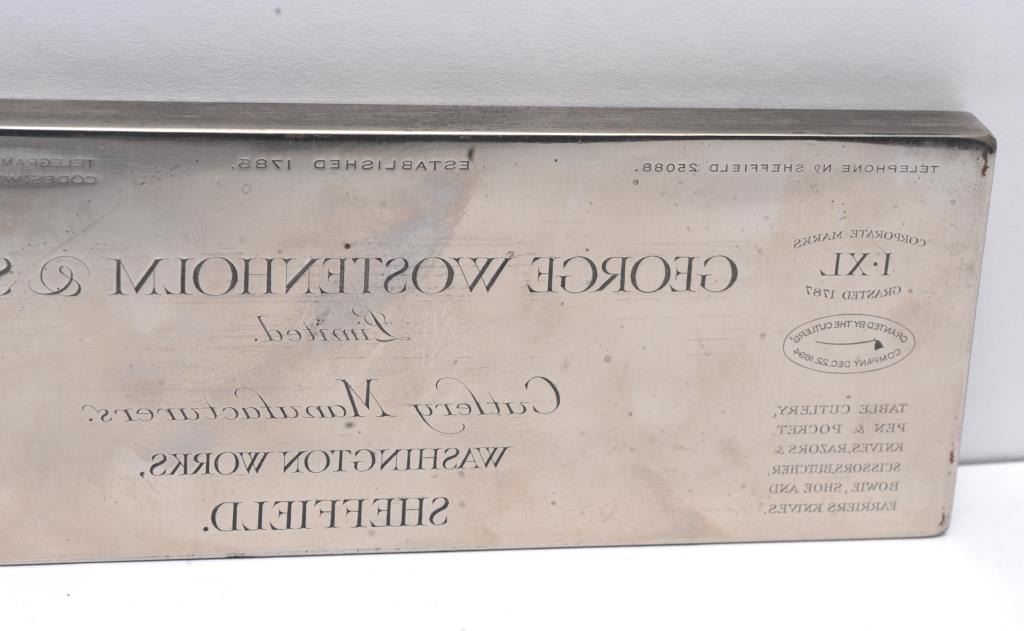 TELEPHONE Nº SHEFFIELD 25088.
ESTABLISHED 1785.
TELEGRAM
CODES
CORPORATE MARKS
I·XL
GRANTED 1787
GRANTED BY THE CUTLERS'
COMPANY DEC. 22. 1694.
GEORGE WOSTENHOLM & S
Limited.
Cutlery Manufacturers.
WASHINGTON WORKS,
SHEFFIELD.
TABLE CUTLERY,
PEN & POCKET
KNIVES, RAZORS &
SCISSORS, BUTCHER,
BOWIE, SHOE AND
FARRIERS KNIVES.